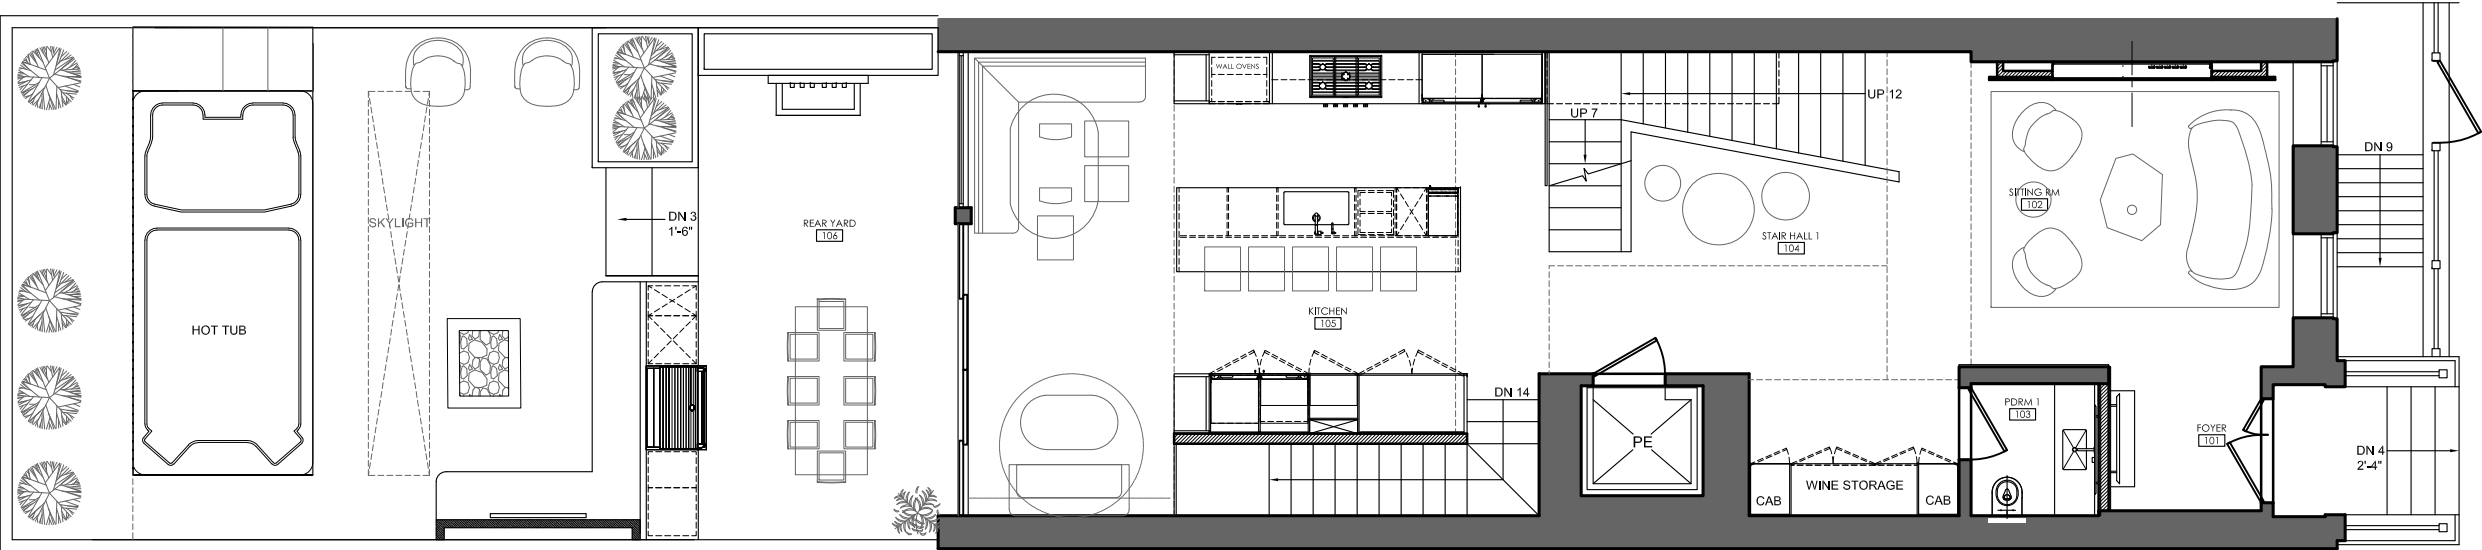 SKYLIGHT
HOT TUB
DN 3
1'-6"
REAR YARD
106
WALL OVENS
KITCHEN
105
DN 14
UP 7
UP 12
STAIR HALL 1
104
PE
CAB
WINE STORAGE
CAB
SITTING RM
102
PDRM 1
103
FOYER
101
DN 9
DN 4
2'-4"